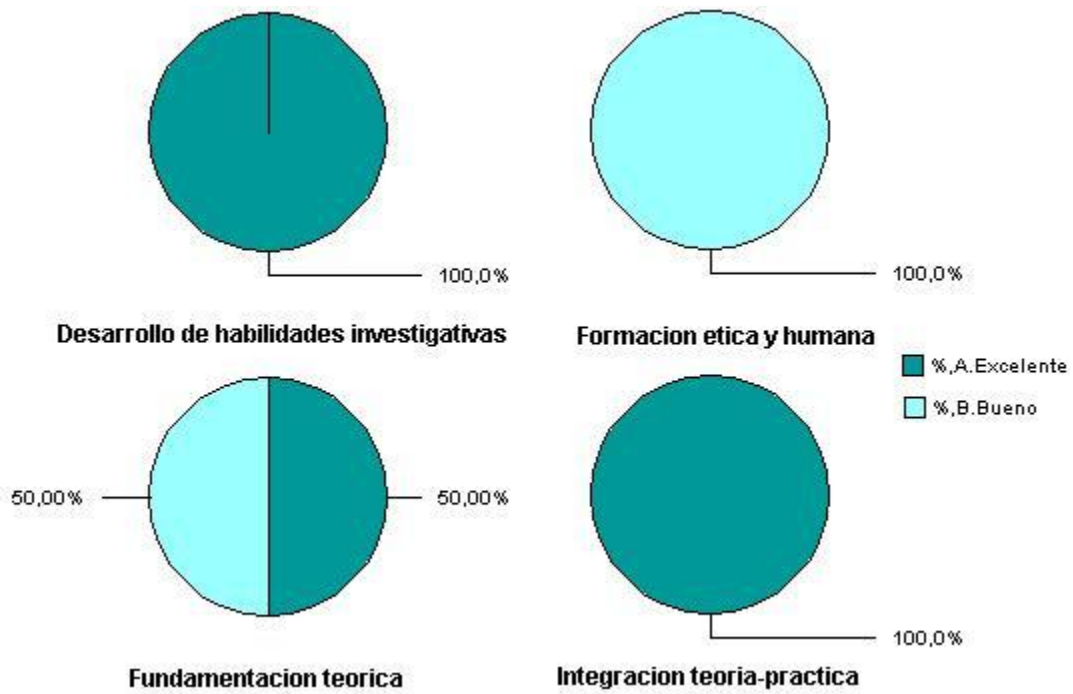 100,0%
100,0%
Desarrollo de habilidades investigativas
Formacion etica y humana
%,A.Excelente
%,B.Bueno
50,00%
50,00%
100,0%
Fundamentacion teorica
Integracion teoria-practica